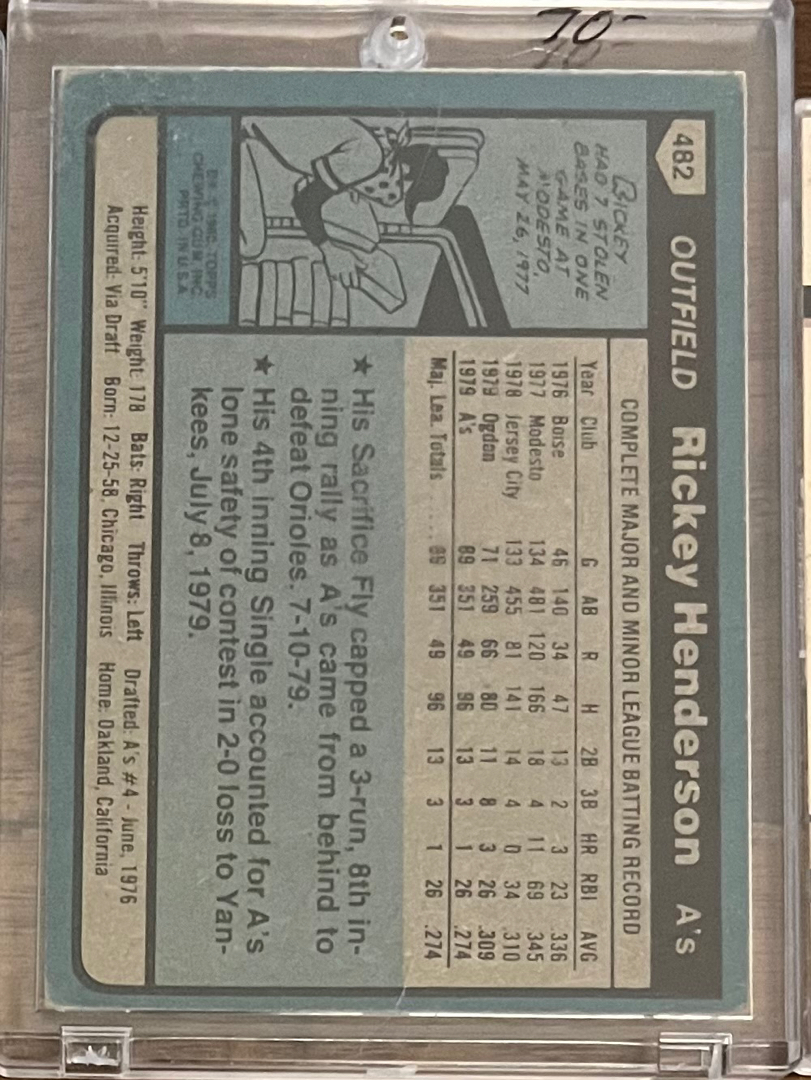 70-
482 OUTFIELD Rickey Henderson A's
RICKEY
HAD 7 STOLEN
BASES IN ONE
GAME AT
MODESTO,
MAY 26, 1977
COMPLETE MAJOR AND MINOR LEAGUE BATTING RECORD
Year Club G AB R H 2B 3B HR RBI AVG
1976 Boise 46 140 34 47 13 2 3 23 .336
1977 Modesto 134 481 120 166 18 4 11 69 .345
1978 Jersey City 133 455 81 141 14 4 0 34 .310
1979 Ogden 71 259 66 80 11 8 3 26 .309
1979 A's 89 351 49 96 13 3 1 26 .274
Maj. Lea. Totals .... 89 351 49 96 13 3 1 26 .274
★ His Sacrifice Fly capped a 3-run, 8th in-
ning rally as A's came from behind to
defeat Orioles. 7-10-79.
★ His 4th inning Single accounted for A's
lone safety of contest in 2-0 loss to Yan-
kees, July 8, 1979.
TOPPS
CHEWING GUM, INC.
PRTD. IN U.S.A.
Height: 5'10" Weight: 178 Bats: Right Throws: Left Drafted: A's #4 - June, 1976
Acquired: Via Draft Born: 12-25-58, Chicago, Illinois Home: Oakland, California